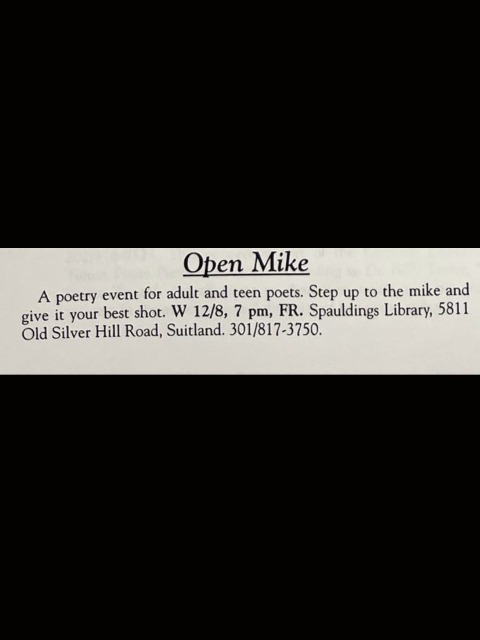 Open Mike
A poetry event for adult and teen poets. Step up to the mike and
give it your best shot. W 12/8, 7 pm, FR. Spauldings Library, 5811
Old Silver Hill Road, Suitland. 301/817-3750.